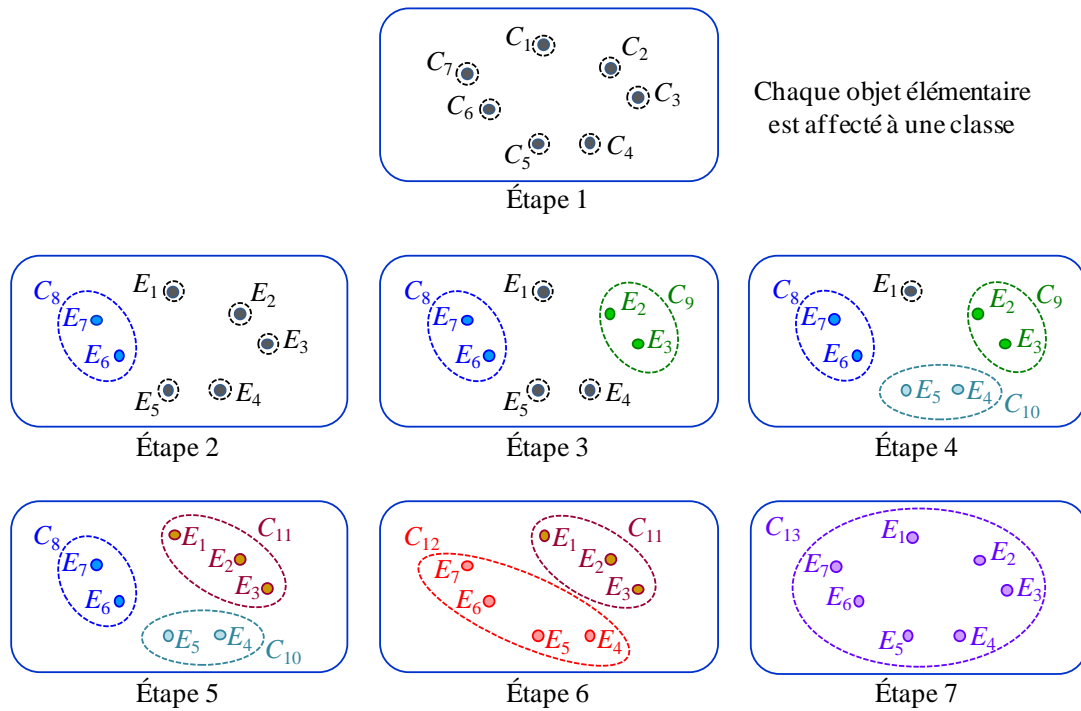 C1
C2
C7
C3
C6
C5
C4
Chaque objet élémentaire
est affecté à une classe
Étape 1
C8
E1
E2
E7
E3
E6
E5
E4
Étape 2
C8
E1
C9
E2
E7
E3
E6
E5
E4
Étape 3
C8
E1
C9
E2
E7
E3
E6
E5
E4
C10
Étape 4
C8
C11
E1
E7
E2
E6
E3
E5
E4
C10
Étape 5
C12
C11
E1
E2
E7
E3
E6
E5
E4
Étape 6
C13
E1
E2
E7
E3
E6
E5
E4
Étape 7